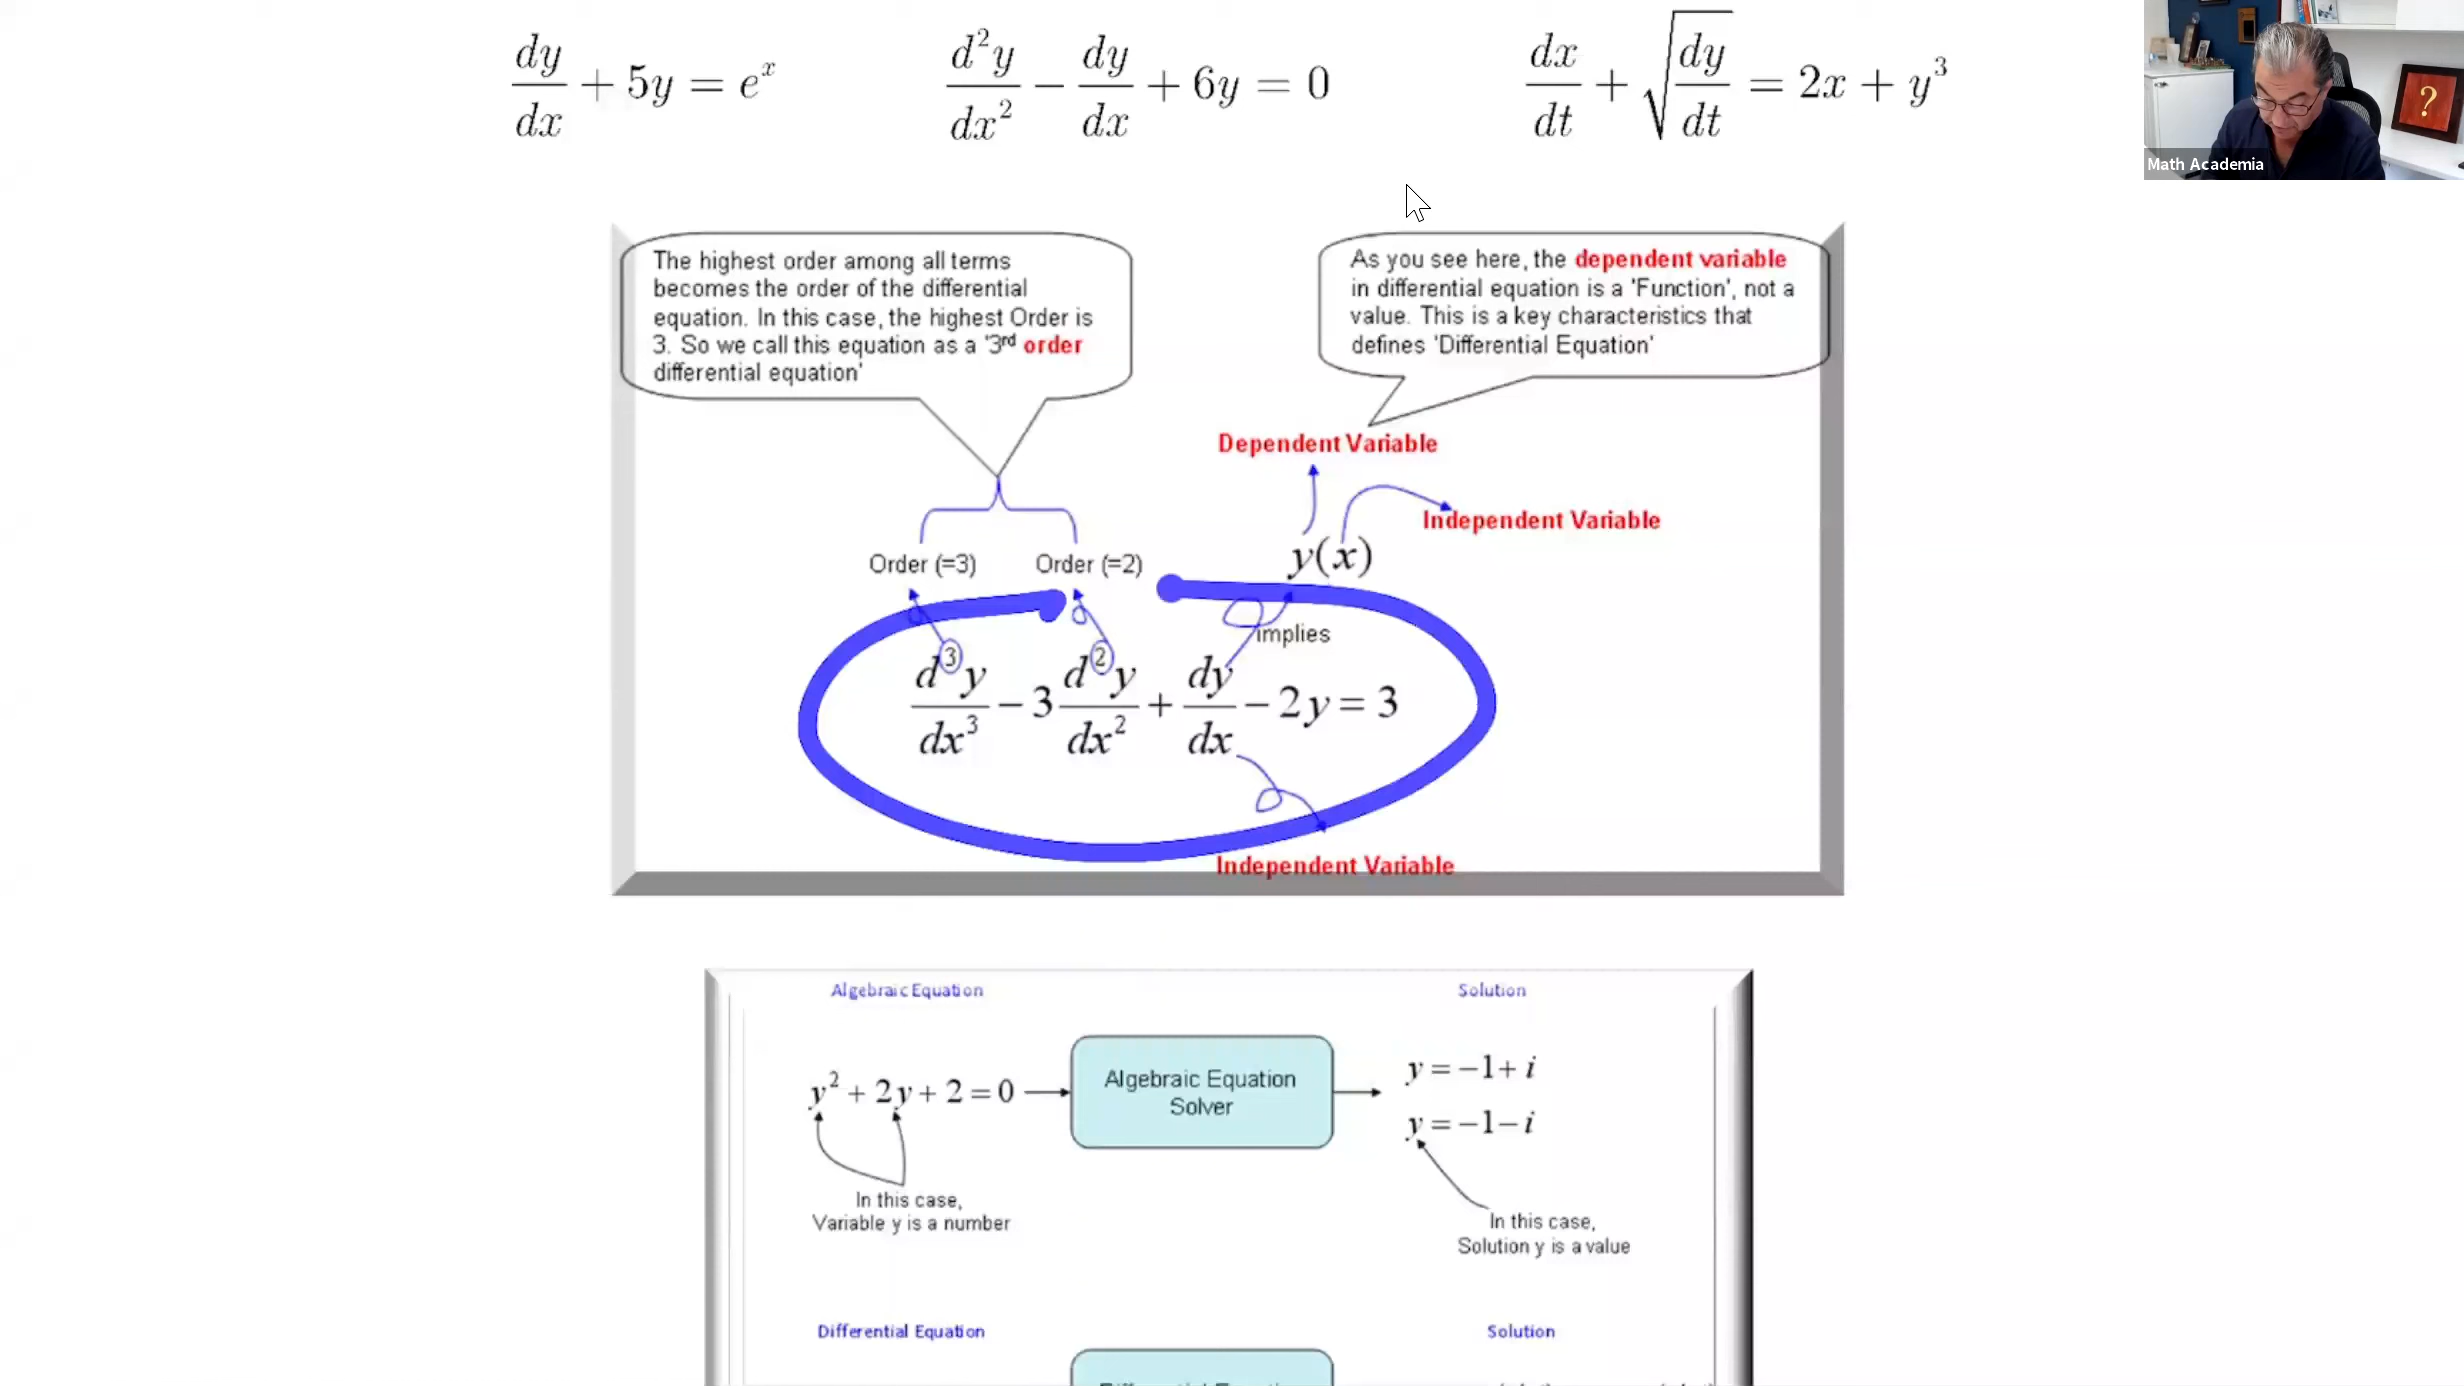 dy/dx + 5y = eˣ
d²y/dx² − dy/dx + 6y = 0
dx/dt + √(dy/dt) = 2x + y³
?
Math Academia
The highest order among all terms
becomes the order of the differential
equation. In this case, the highest Order is
3. So we call this equation as a '3rd order
differential equation'
As you see here, the dependent variable
in differential equation is a 'Function', not a
value. This is a key characteristics that
defines 'Differential Equation'
Dependent Variable
Independent Variable
Order (=3)
Order (=2)
y(x)
implies
d³y/dx³ − 3 d²y/dx² + dy/dx − 2y = 3
Independent Variable
Algebraic Equation
Solution
y² + 2y + 2 = 0
Algebraic Equation
Solver
y = −1 + i
y = −1 − i
In this case,
Variable y is a number
In this case,
Solution y is a value
Differential Equation
Solution